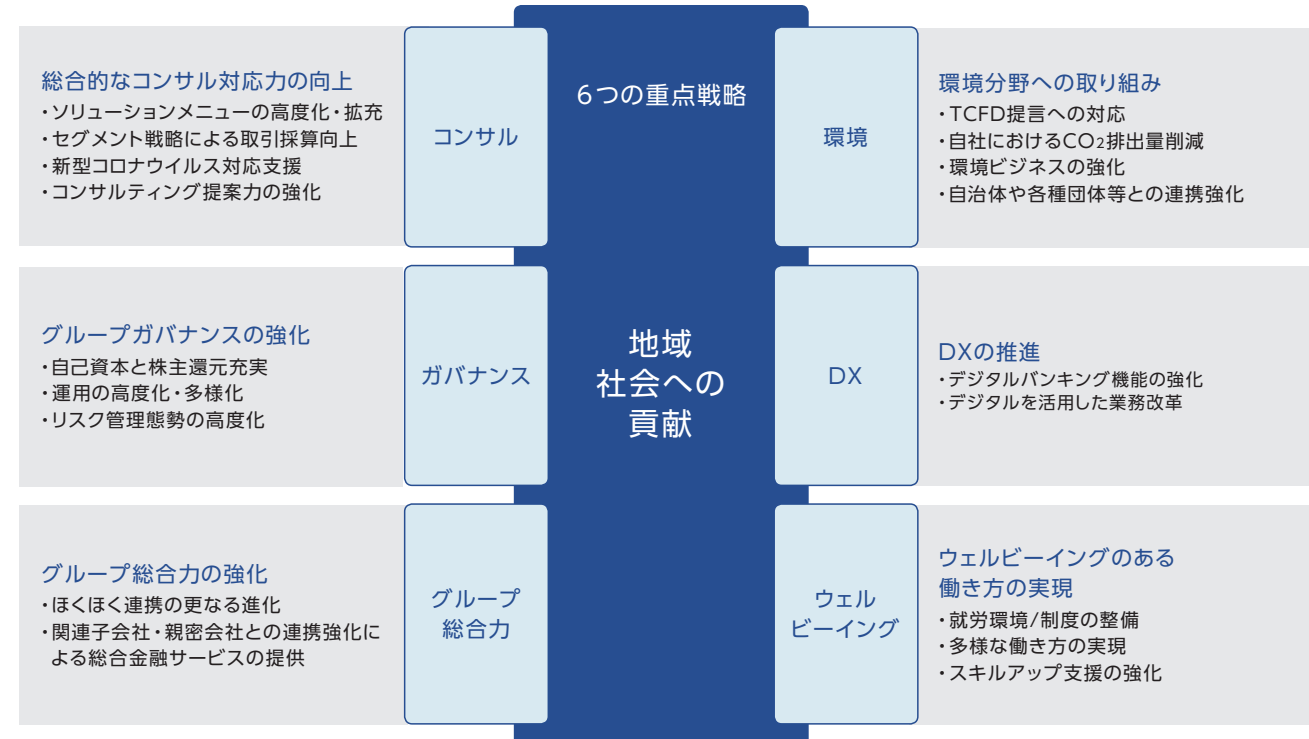 6つの重点戦略
地域
社会への
貢献
総合的なコンサル対応力の向上
・ソリューションメニューの高度化・拡充
・セグメント戦略による取引採算向上
・新型コロナウイルス対応支援
・コンサルティング提案力の強化
コンサル
環境
環境分野への取り組み
・TCFD提言への対応
・自社におけるCO₂排出量削減
・環境ビジネスの強化
・自治体や各種団体等との連携強化
グループガバナンスの強化
・自己資本と株主還元充実
・運用の高度化・多様化
・リスク管理態勢の高度化
ガバナンス
DX
DXの推進
・デジタルバンキング機能の強化
・デジタルを活用した業務改革
グループ総合力の強化
・ほくほく連携の更なる進化
・関連子会社・親密会社との連携強化に
よる総合金融サービスの提供
グループ
総合力
ウェル
ビーイング
ウェルビーイングのある
働き方の実現
・就労環境/制度の整備
・多様な働き方の実現
・スキルアップ支援の強化